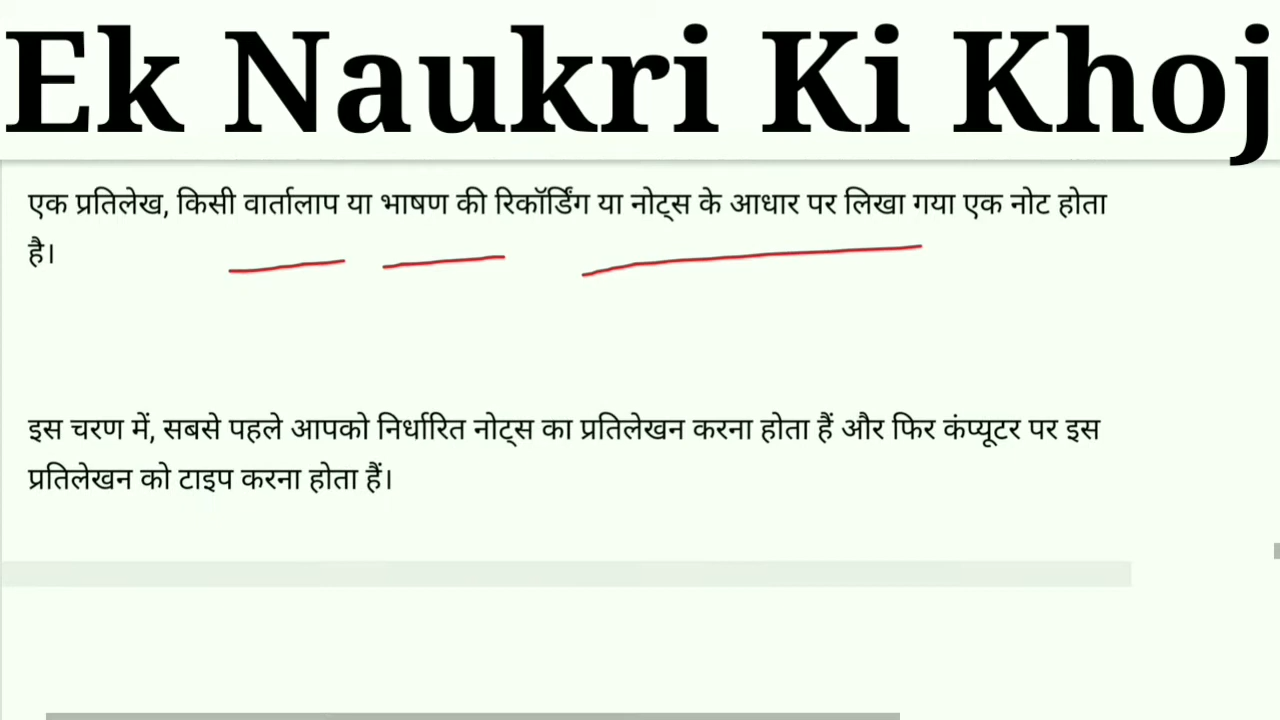 Ek Naukri Ki Khoj
एक प्रतिलेख, किसी वार्तालाप या भाषण की रिकॉर्डिंग या नोट्स के आधार पर लिखा गया एक नोट होता
है।
इस चरण में, सबसे पहले आपको निर्धारित नोट्स का प्रतिलेखन करना होता हैं और फिर कंप्यूटर पर इस
प्रतिलेखन को टाइप करना होता हैं।